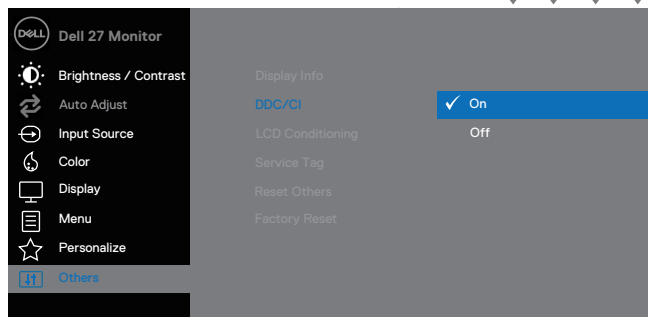 DELL
Dell 27 Monitor
Brightness / Contrast
Auto Adjust
Input Source
Color
Display
Menu
Personalize
Others
Display Info
DDC/CI
LCD Conditioning
Service Tag
Reset Others
Factory Reset
On
Off